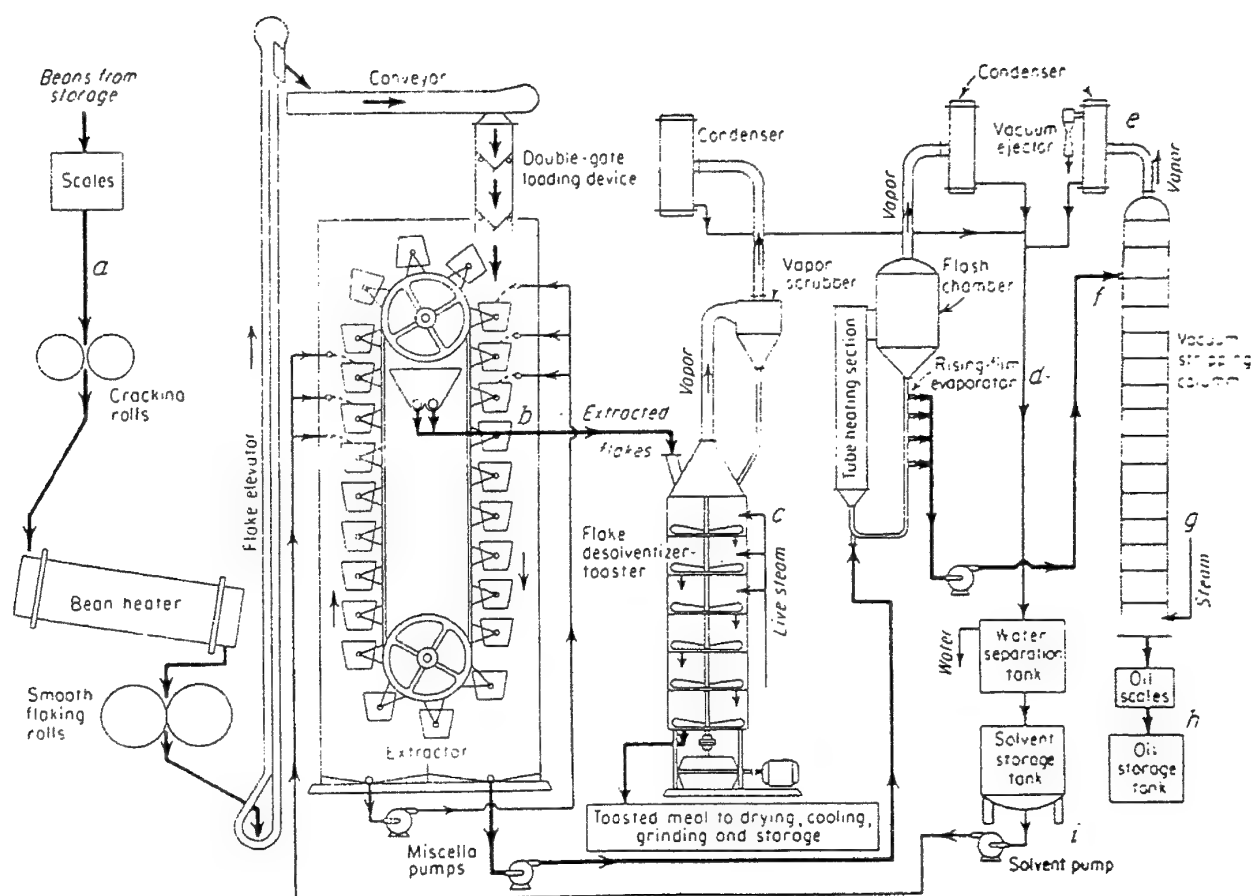 Beans from
storage
Scales
a
Cracking
rolls
Bean heater
Smooth
flaking
rolls
Flake elevator
Conveyor
Double-gate
loading device
b
Extracted
flakes
Extractor
Miscella
pumps
Condenser
Vapor
scrubber
Vapor
Flake
desolventizer-
toaster
c
Live steam
Toasted meal to drying, cooling,
grinding and storage
Vapor
Flash
chamber
Tube heating section
Rising-film
evaporator
d
Condenser
Vacuum
ejector
e
Vapor
f
Vacuum
stripping
column
g
Steam
Water
Water
separation
tank
Solvent
storage
tank
i
Solvent pump
Oil
scales
h
Oil
storage
tank